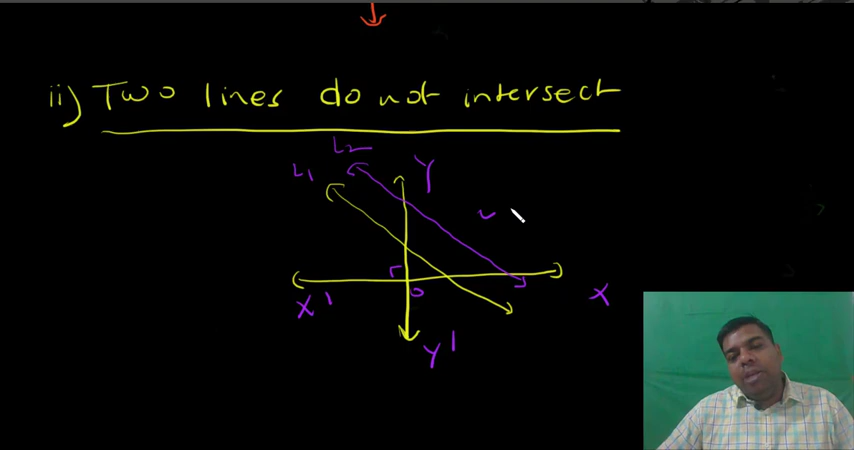 ii) Two lines do not intersect
L2
L1
Y
O
X'
X
Y'